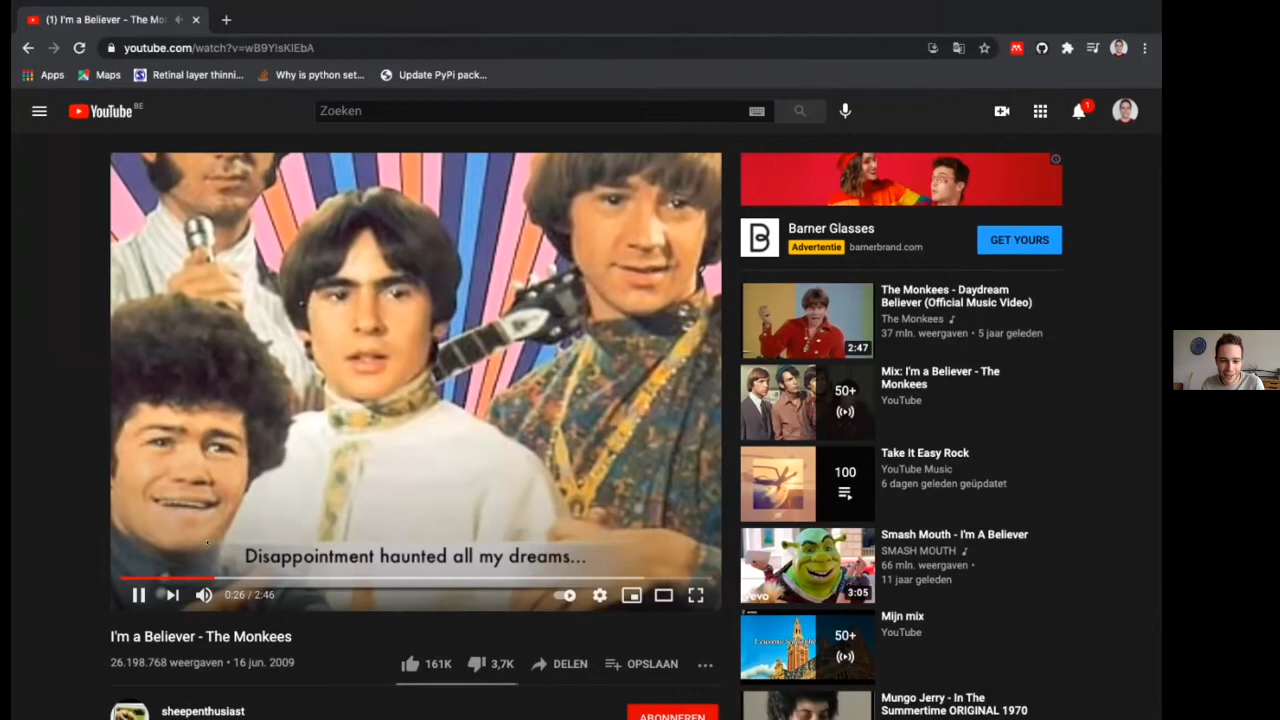 (1) I'm a Believer - The Mo
youtube.com/watch?v=wB9YIsKIEbA
Apps
Maps
Retinal layer thinni...
Why is python set...
Update PyPi pack...
YouTube BE
Zoeken
1
Disappointment haunted all my dreams...
0:26 / 2:46
I'm a Believer - The Monkees
26.198.768 weergaven • 16 jun. 2009
161K
3,7K
DELEN
OPSLAAN
sheepenthusiast
ABONNEREN
Barner Glasses
Advertentie barnerbrand.com
GET YOURS
The Monkees - Daydream
Believer (Official Music Video)
The Monkees
37 mln. weergaven • 5 jaar geleden
2:47
Mix: I'm a Believer - The
Monkees
YouTube
50+
Take It Easy Rock
YouTube Music
6 dagen geleden geüpdatet
100
Smash Mouth - I'm A Believer
SMASH MOUTH
66 mln. weergaven •
11 jaar geleden
vevo
3:05
Mijn mix
YouTube
50+
Mungo Jerry - In The
Summertime ORIGINAL 1970